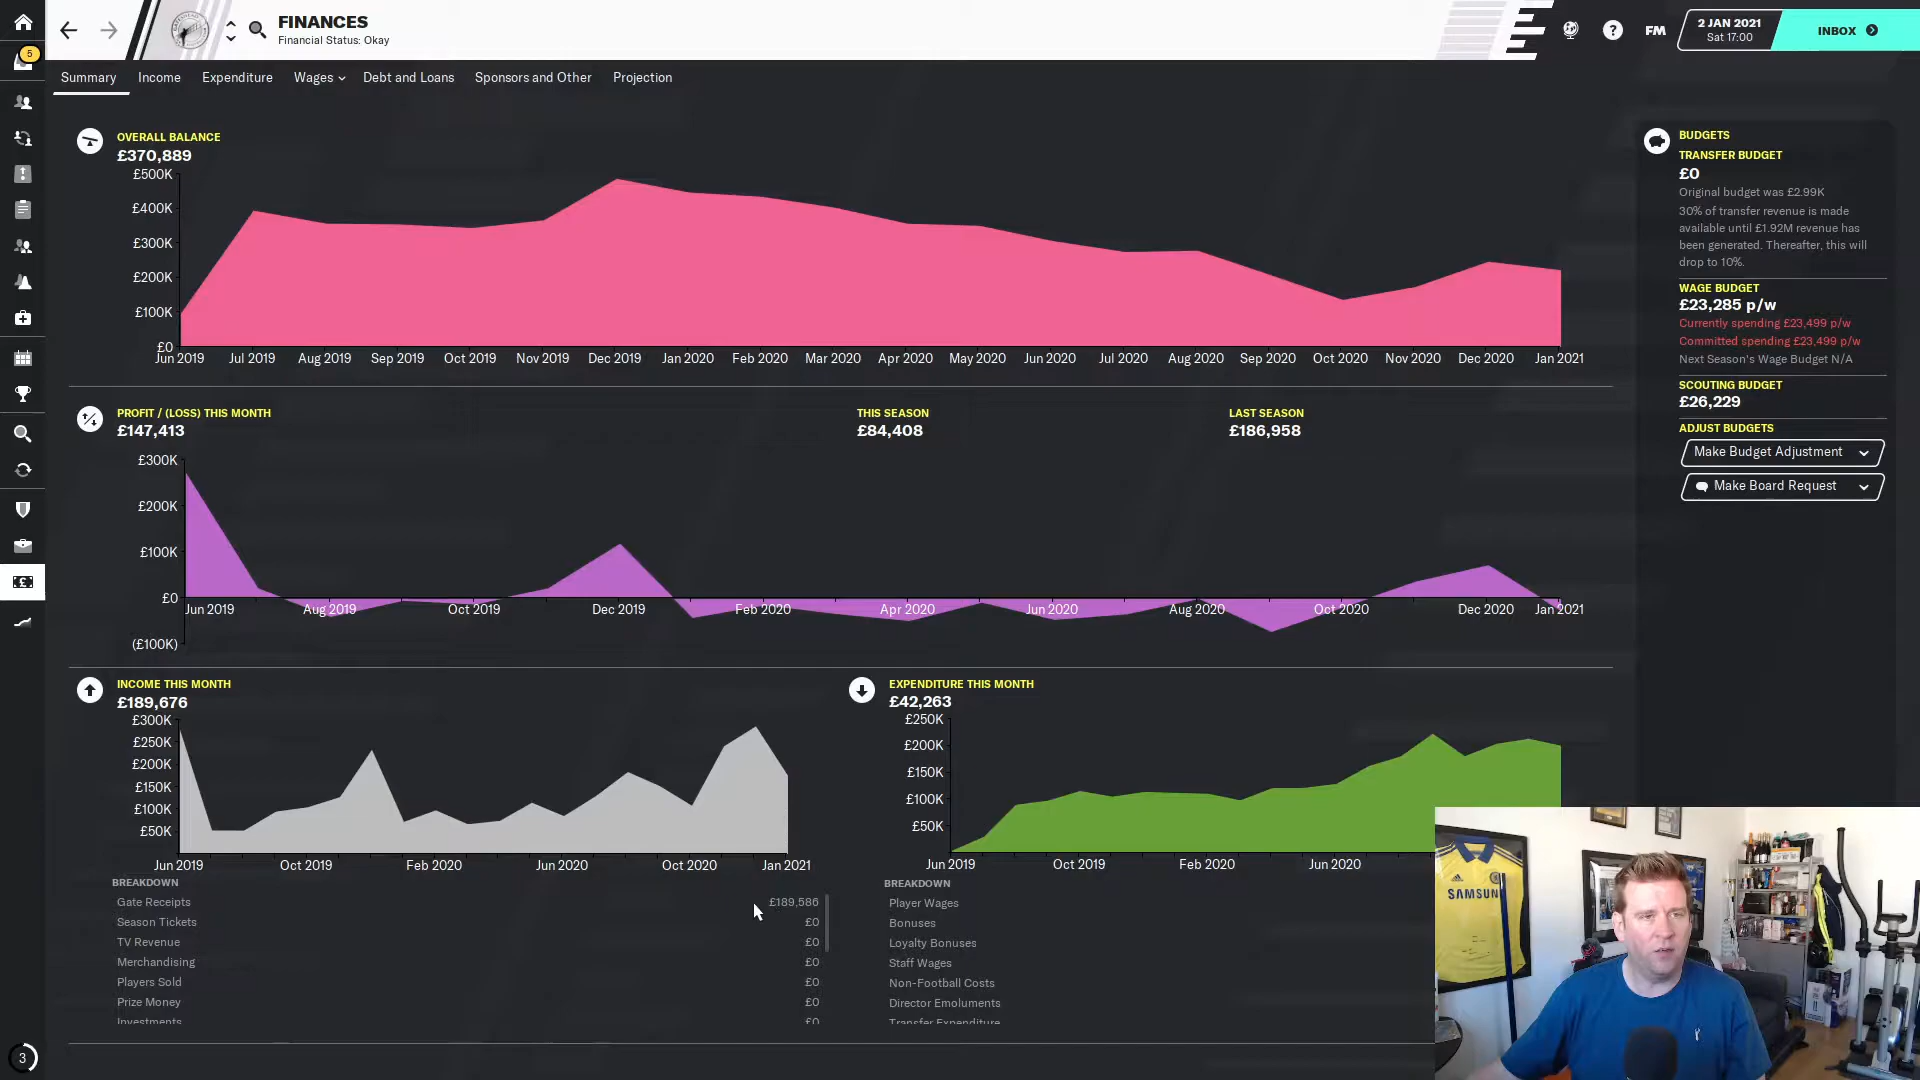 FINANCES
Financial Status: Okay
5
FM
2 JAN 2021
Sat 17:00
INBOX
Summary
Income
Expenditure
Wages
Debt and Loans
Sponsors and Other
Projection
OVERALL BALANCE
£370,889
£500K
£400K
£300K
£200K
£100K
£0
Jun 2019 Jul 2019 Aug 2019 Sep 2019 Oct 2019 Nov 2019 Dec 2019 Jan 2020 Feb 2020 Mar 2020 Apr 2020 May 2020 Jun 2020 Jul 2020 Aug 2020 Sep 2020 Oct 2020 Nov 2020 Dec 2020 Jan 2021
PROFIT / (LOSS) THIS MONTH
£147,413
THIS SEASON
£84,408
LAST SEASON
£186,958
£300K
£200K
£100K
£0
(£100K)
Jun 2019 Aug 2019 Oct 2019 Dec 2019 Feb 2020 Apr 2020 Jun 2020 Aug 2020 Oct 2020 Dec 2020 Jan 2021
INCOME THIS MONTH
£189,676
£300K
£250K
£200K
£150K
£100K
£50K
Jun 2019 Oct 2019 Feb 2020 Jun 2020 Oct 2020 Jan 2021
BREAKDOWN
Gate Receipts £189,586
Season Tickets £0
TV Revenue £0
Merchandising £0
Players Sold £0
Prize Money £0
Investments £0
EXPENDITURE THIS MONTH
£42,263
£250K
£200K
£150K
£100K
£50K
Jun 2019 Oct 2019 Feb 2020 Jun 2020
BREAKDOWN
Player Wages
Bonuses
Loyalty Bonuses
Staff Wages
Non-Football Costs
Director Emoluments
Transfer Expenditure
BUDGETS
TRANSFER BUDGET
£0
Original budget was £2.99K
30% of transfer revenue is made
available until £1.92M revenue has
been generated. Thereafter, this will
drop to 10%.
WAGE BUDGET
£23,285 p/w
Currently spending £23,499 p/w
Committed spending £23,499 p/w
Next Season's Wage Budget N/A
SCOUTING BUDGET
£26,229
ADJUST BUDGETS
Make Budget Adjustment
Make Board Request
SAMSUNG
3